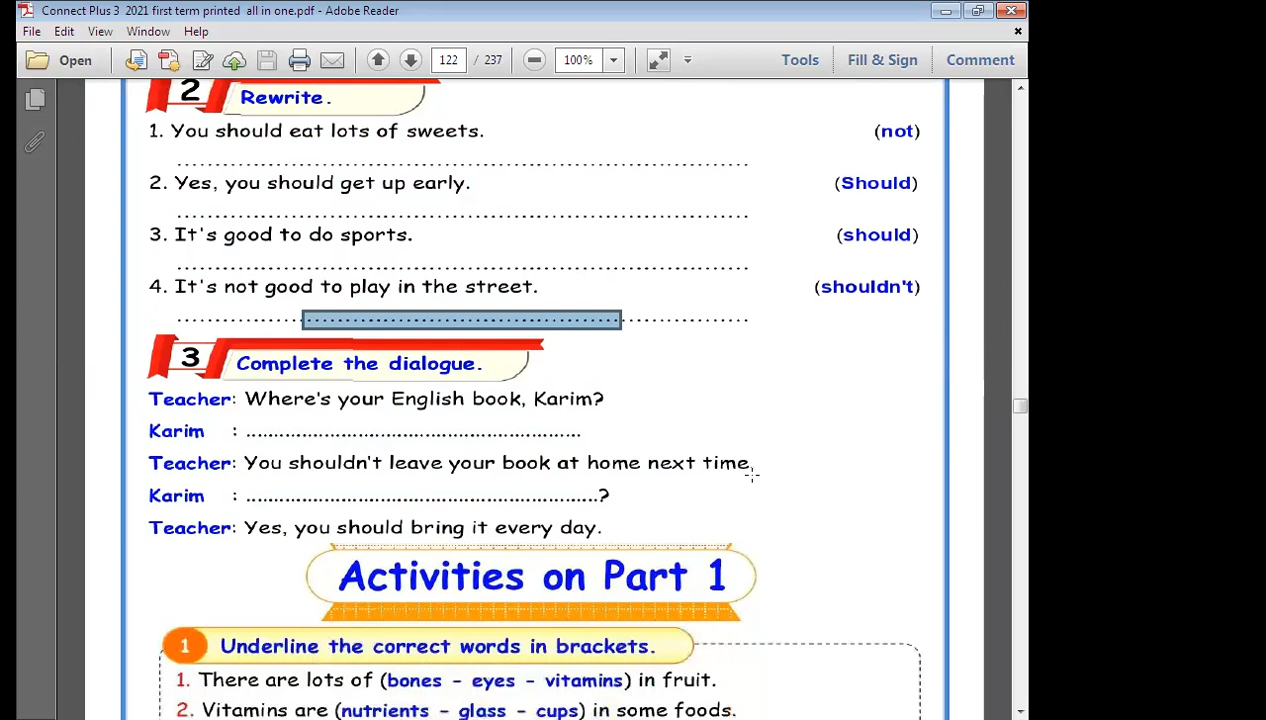 Connect Plus 3 2021 first term printed all in one.pdf - Adobe Reader
File Edit View Window Help
Open 122 / 237 100% Tools Fill & Sign Comment
2 Rewrite.
1. You should eat lots of sweets. (not)
..........................................................................
2. Yes, you should get up early. (Should)
..........................................................................
3. It's good to do sports. (should)
..........................................................................
4. It's not good to play in the street. (shouldn't)
..........................................................................
3 Complete the dialogue.
Teacher: Where's your English book, Karim?
Karim : ..........................................................
Teacher: You shouldn't leave your book at home next time.
Karim : .............................................................?
Teacher: Yes, you should bring it every day.
Activities on Part 1
1 Underline the correct words in brackets.
1. There are lots of (bones - eyes - vitamins) in fruit.
2. Vitamins are (nutrients - glass - cups) in some foods.